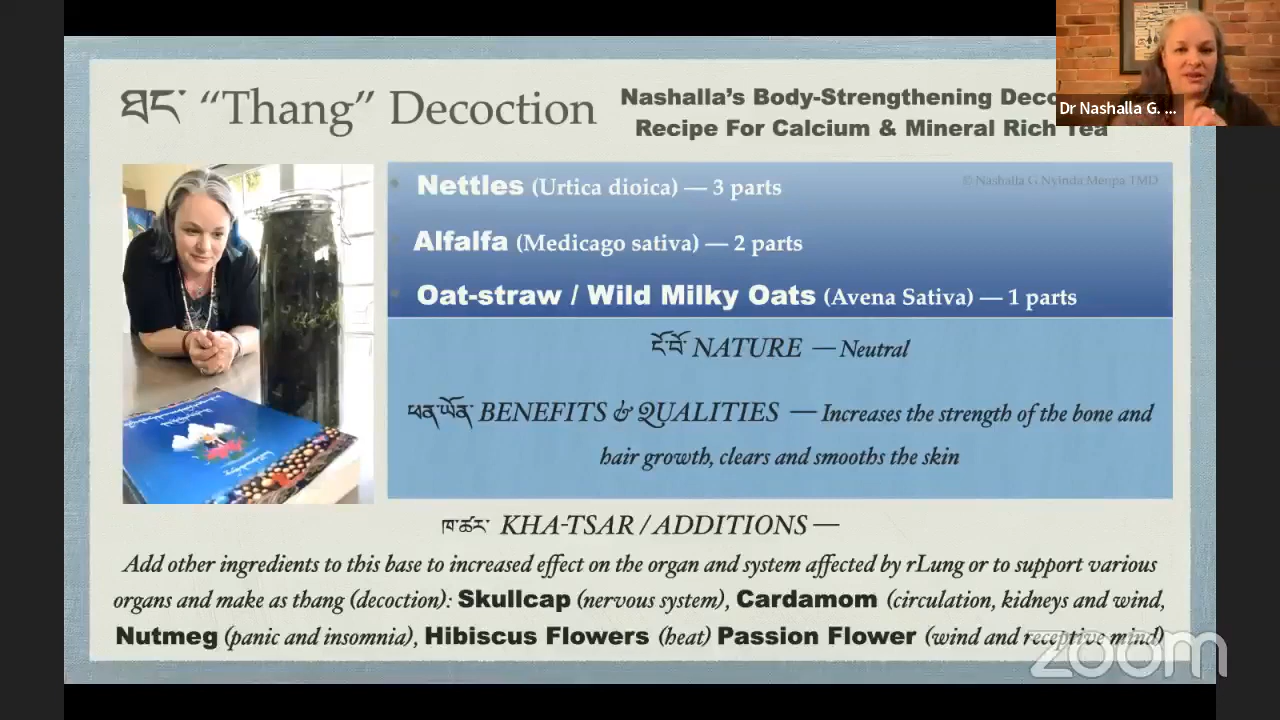 ཐང་ “Thang” Decoction
Nashalla’s Body-Strengthening Deco
Recipe For Calcium & Mineral Rich Tea
Dr Nashalla G. ...
• Nettles (Urtica dioica) — 3 parts
© Nashalla G Nyinda Menpa TMD
• Alfalfa (Medicago sativa) — 2 parts
• Oat-straw / Wild Milky Oats (Avena Sativa) — 1 parts
ངོ་བོ་ NATURE — Neutral
ཕན་ཡོན་ BENEFITS & QUALITIES — Increases the strength of the bone and
hair growth, clears and smooths the skin
ཁ་ཚར་ KHA-TSAR / ADDITIONS —
Add other ingredients to this base to increased effect on the organ and system affected by rLung or to support various
organs and make as thang (decoction): Skullcap (nervous system), Cardamom (circulation, kidneys and wind,
Nutmeg (panic and insomnia), Hibiscus Flowers (heat) Passion Flower (wind and receptive mind)
zoom